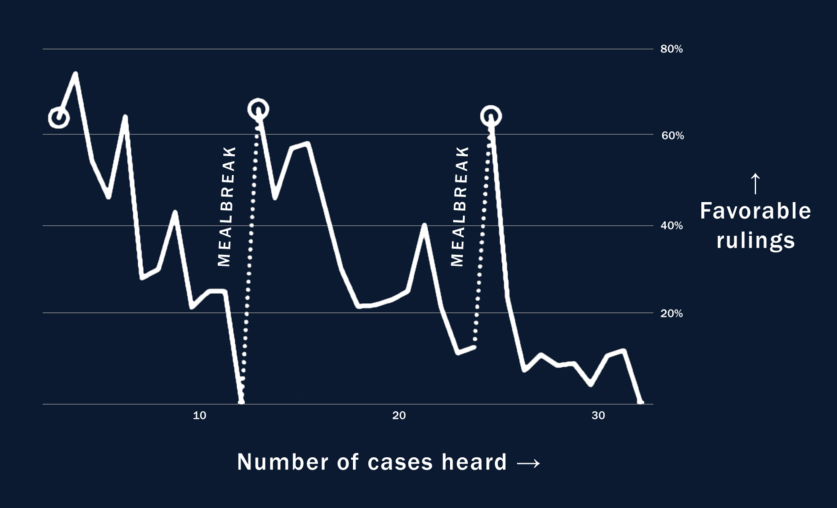 80%
60%
40%
20%
MEALBREAK
MEALBREAK
↑
Favorable
rulings
10 20 30
Number of cases heard →